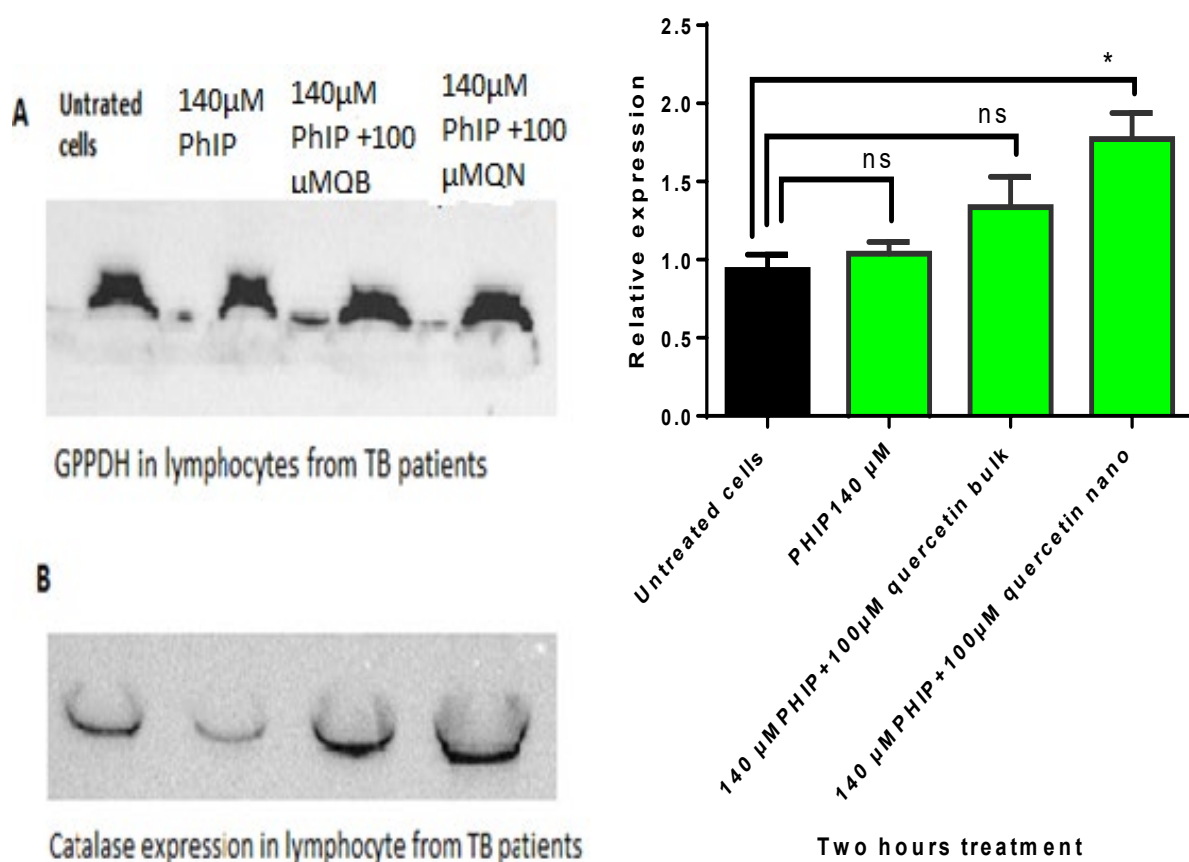 A
Untrated
cells
140µM
PhIP
140µM
PhIP +100
µMQB
140µM
PhIP +100
µMQN
GPPDH in lymphocytes from TB patients
B
Catalase expression in lymphocyte from TB patients
Relative expression
2.5
2.0
1.5
1.0
0.5
0.0
ns
ns
*
Untreated cells
PHIP140 µM
140 µMPHIP+100µM quercetin bulk
140 µMPHIP+100µM quercetin nano
Two hours treatment